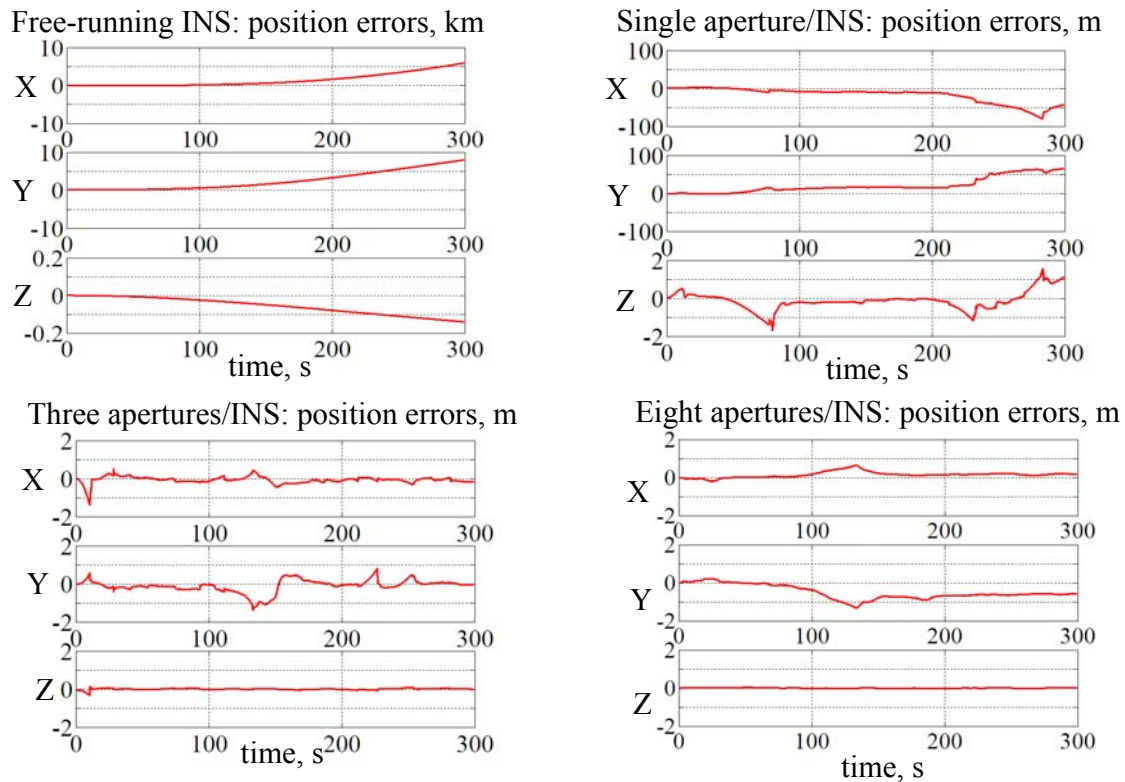 Free-running INS: position errors, km
10
X
0
-10
0 100 200 300
10
Y
0
-10
0 100 200 300
0.2
Z
0
-0.2
0 100 200 300
time, s
Single aperture/INS: position errors, m
100
X
0
-100
0 100 200 300
100
Y
0
-100
0 100 200 300
2
Z
0
-2
0 100 200 300
time, s
Three apertures/INS: position errors, m
2
X
0
-2
0 100 200 300
2
Y
0
-2
0 100 200 300
2
Z
0
-2
0 100 200 300
time, s
Eight apertures/INS: position errors, m
2
X
0
-2
0 100 200 300
2
Y
0
-2
0 100 200 300
2
Z
0
-2
0 100 200 300
time, s